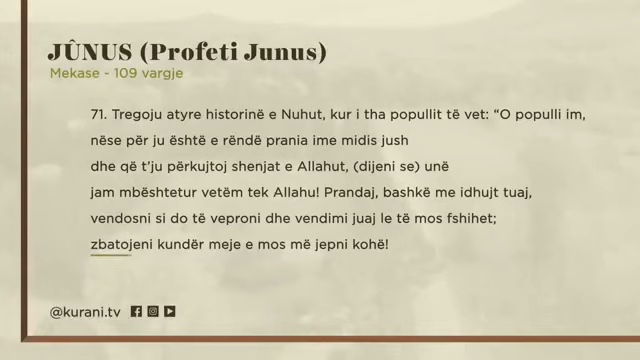 JÛNUS (Profeti Junus)
Mekase - 109 vargje
71. Tregoju atyre historinë e Nuhut, kur i tha popullit të vet: “O populli im,
nëse për ju është e rëndë prania ime midis jush
dhe që t’ju përkujtoj shenjat e Allahut, (dijeni se) unë
jam mbështetur vetëm tek Allahu! Prandaj, bashkë me idhujt tuaj,
vendosni si do të veproni dhe vendimi juaj le të mos fshihet;
zbatojeni kundër meje e mos më jepni kohë!
@kurani.tv